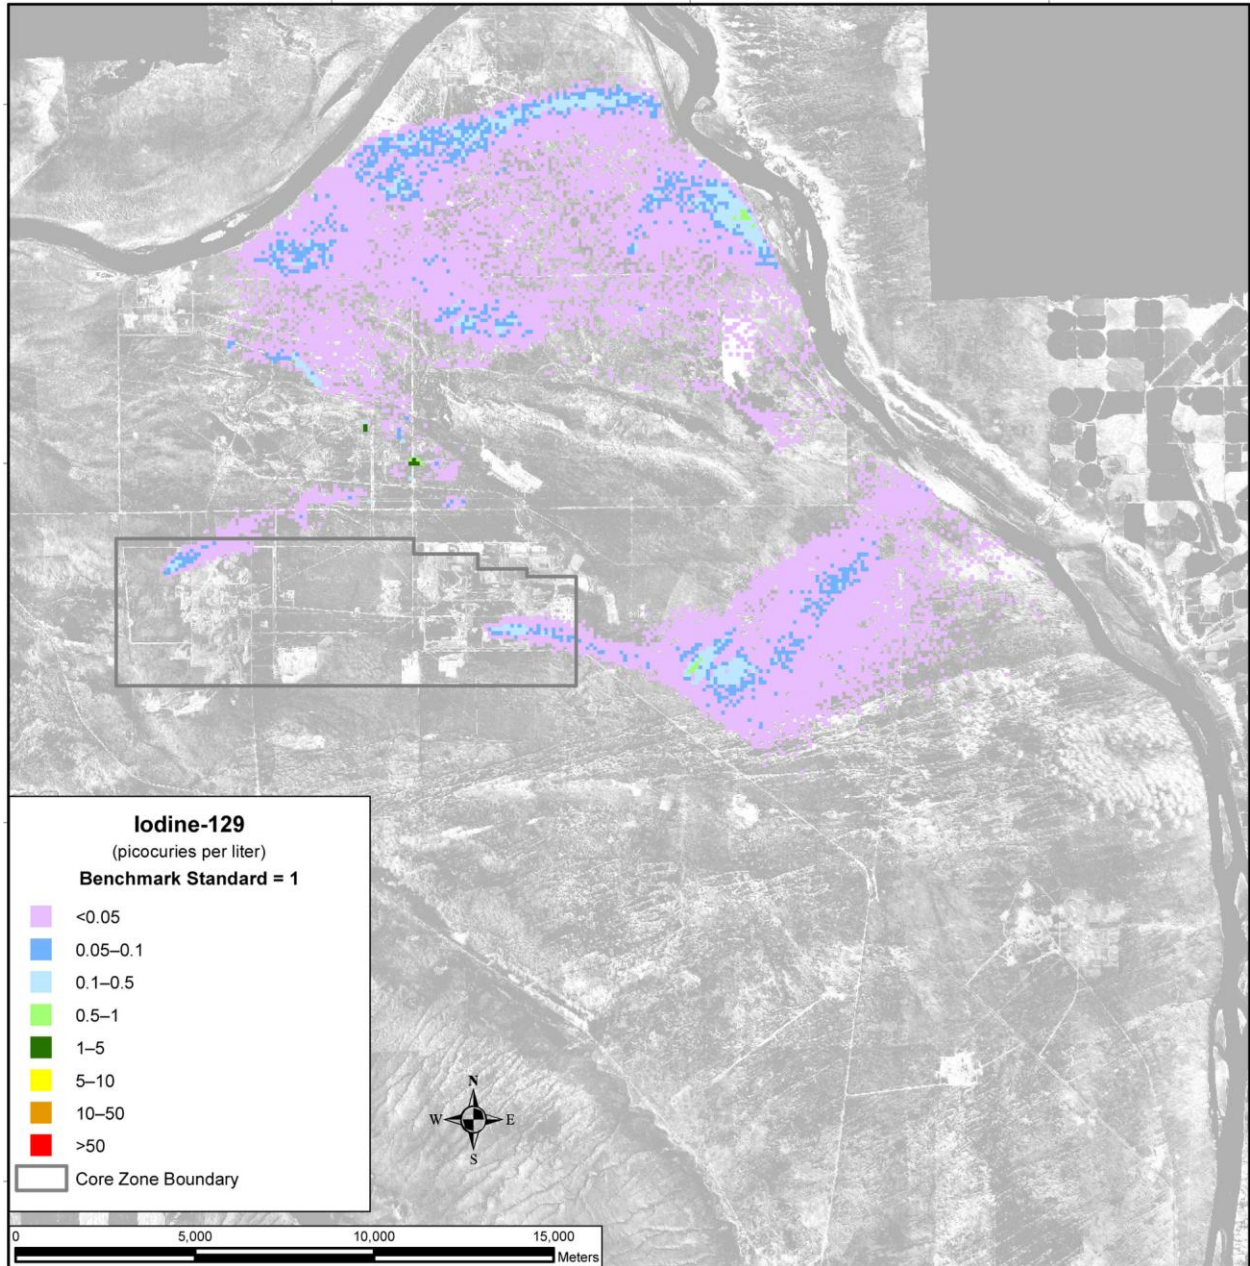 Iodine-129
(picocuries per liter)
Benchmark Standard = 1
<0.05
0.05–0.1
0.1–0.5
0.5–1
1–5
5–10
10–50
>50
Core Zone Boundary
N
W E
S
0 5,000 10,000 15,000
Meters